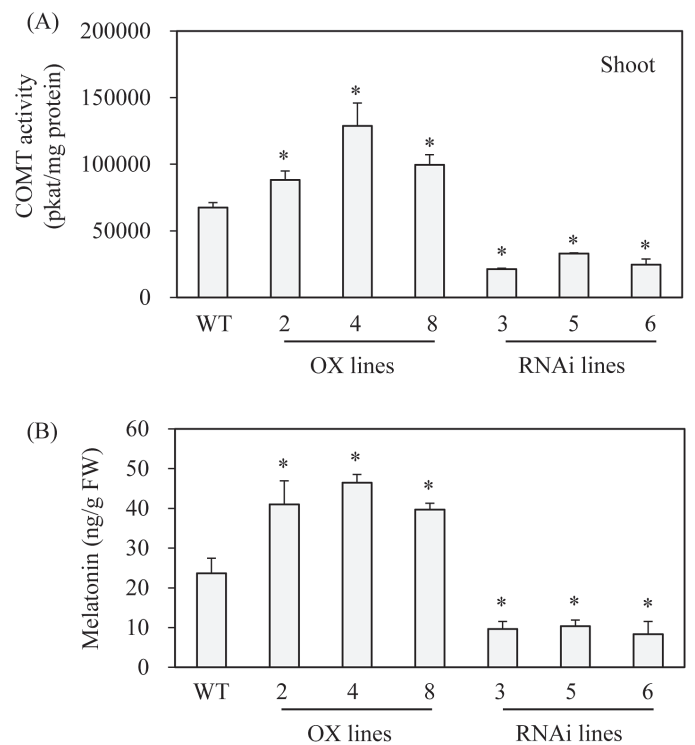 (A)
COMT activity
(pkat/mg protein)
200000
150000
100000
50000
0
Shoot
*
*
*
*
*
*
WT 2 4 8 3 5 6
OX lines RNAi lines
(B)
Melatonin (ng/g FW)
60
50
40
30
20
10
0
*
*
*
*
*
*
WT 2 4 8 3 5 6
OX lines RNAi lines